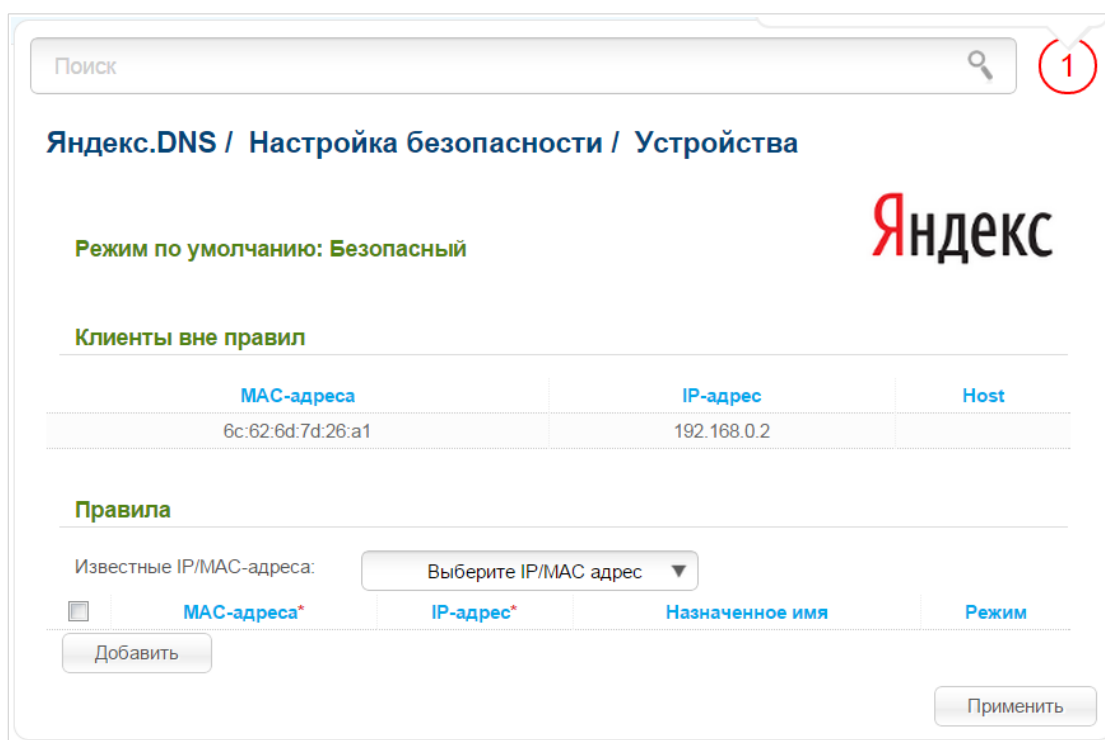 Поиск
1
Яндекс.DNS / Настройка безопасности / Устройства
Яндекс
Режим по умолчанию: Безопасный
Клиенты вне правил
MAC-адреса IP-адрес Host
6c:62:6d:7d:26:a1 192.168.0.2
Правила
Известные IP/MAC-адреса: Выберите IP/MAC адрес
MAC-адреса* IP-адрес* Назначенное имя Режим
Добавить
Применить